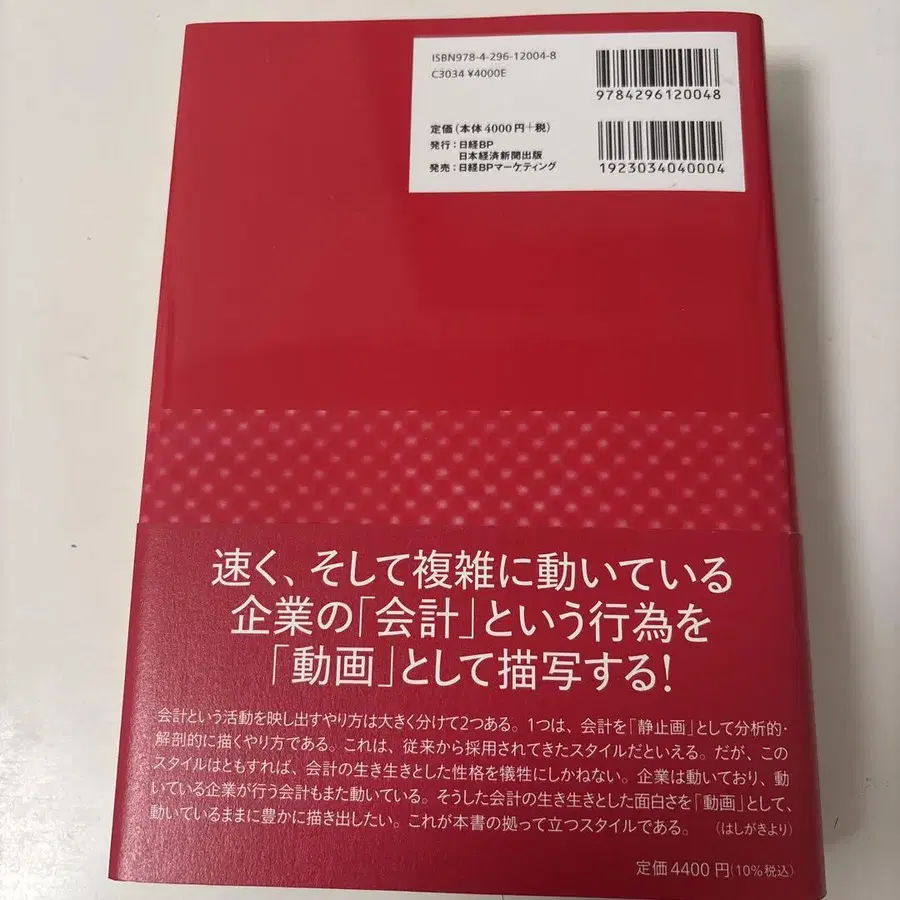 ISBN978-4-296-12004-8
C3034 ¥4000E
9784296120048
定価(本体4000円+税)
発行:日経BP
日本経済新聞出版
発売:日経BPマーケティング
1923034040004
速く、そして複雑に動いている
企業の「会計」という行為を
「動画」として描写する!
会計という活動を映し出すやり方は大きく分けて2つある。1つは、会計を「静止画」として分析的・
解剖的に描くやり方である。これは、従来から採用されてきたスタイルだといえる。だが、この
スタイルはともすれば、会計の生き生きとした性格を犠牲にしかねない。企業は動いており、動
いている企業が行う会計もまた動いている。そうした会計の生き生きとした面白さを「動画」として、
動いているままに豊かに描き出したい。これが本書の拠って立つスタイルである。 (はしがきより)
定価4400円(10%税込)